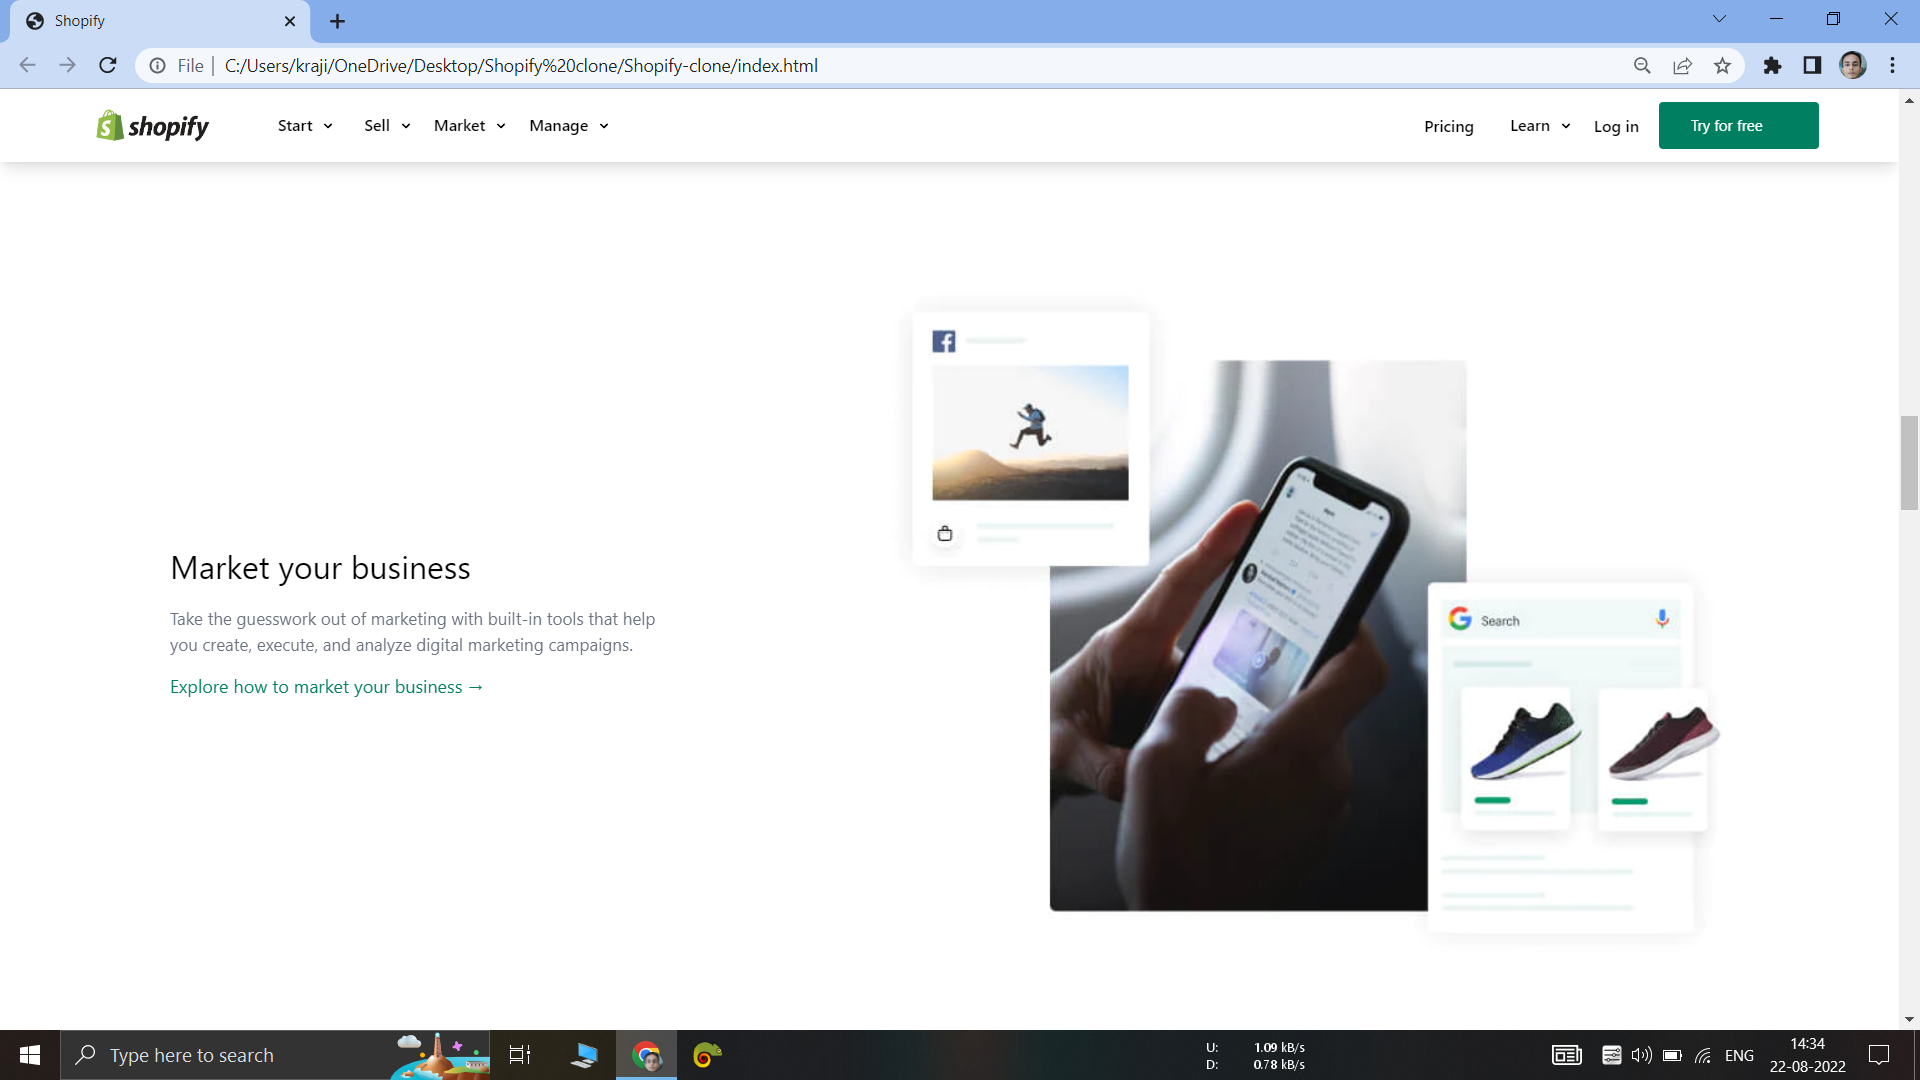 Shopify
File
C:/Users/kraji/OneDrive/Desktop/Shopify%20clone/Shopify-clone/index.html
shopify
Start
Sell
Market
Manage
Pricing
Learn
Log in
Try for free
Market your business
Take the guesswork out of marketing with built-in tools that help
you create, execute, and analyze digital marketing campaigns.
Explore how to market your business →
Search
Type here to search
U: 1.09 kB/s
D: 0.78 kB/s
ENG
14:34
22-08-2022